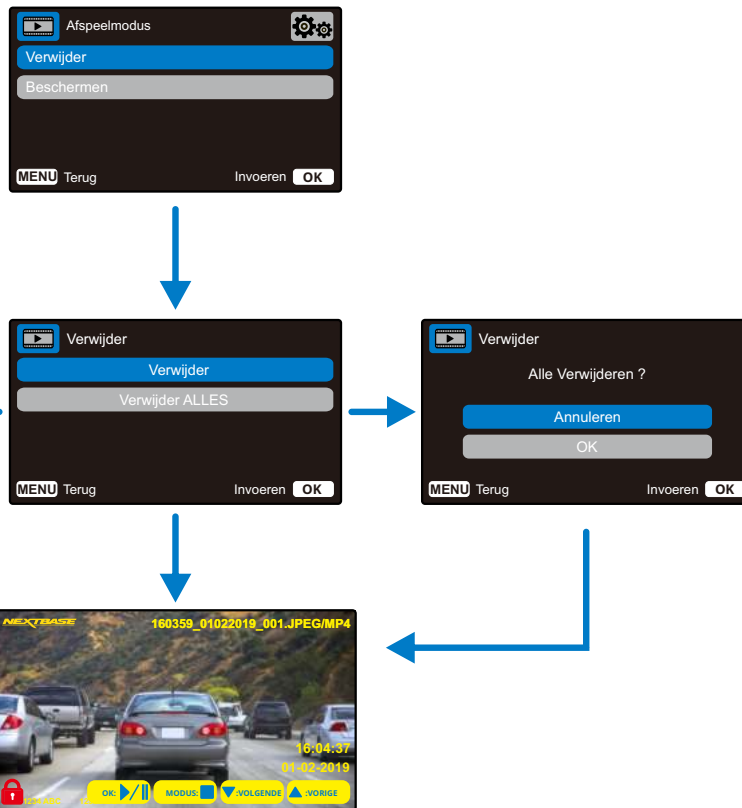 Afspeelmodus
Verwijder
Beschermen
MENU Terug Invoeren OK
Verwijder
Verwijder
Verwijder ALLES
MENU Terug Invoeren OK
Verwijder
Alle Verwijderen ?
Annuleren
OK
MENU Terug Invoeren OK
NEXTBASE 160359_01022019_001.JPEG/MP4
16:04:37
01-02-2019
OK: MODUS: :VOLGENDE :VORIGE